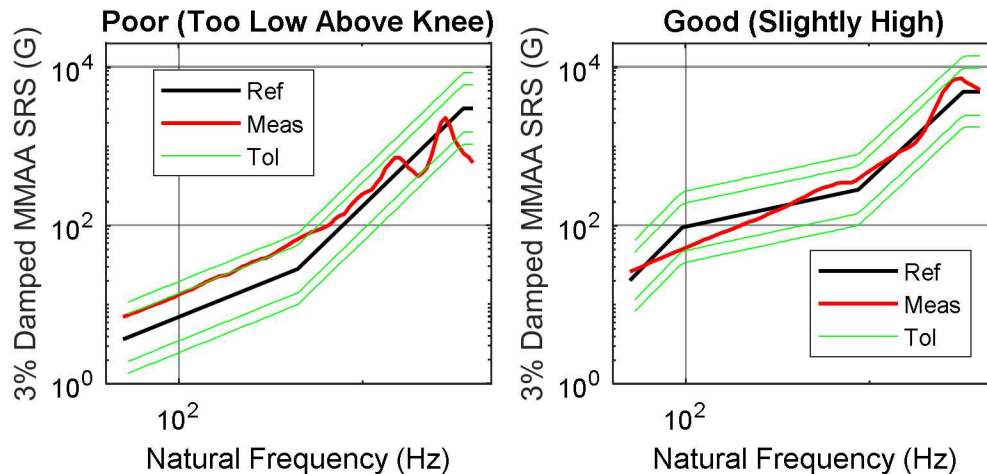 Poor (Too Low Above Knee)
3% Damped MMAA SRS (G)
10^4
10^2
10^0
Ref
Meas
Tol
10^2
Natural Frequency (Hz)
Good (Slightly High)
3% Damped MMAA SRS (G)
10^4
10^2
10^0
Ref
Meas
Tol
10^2
Natural Frequency (Hz)